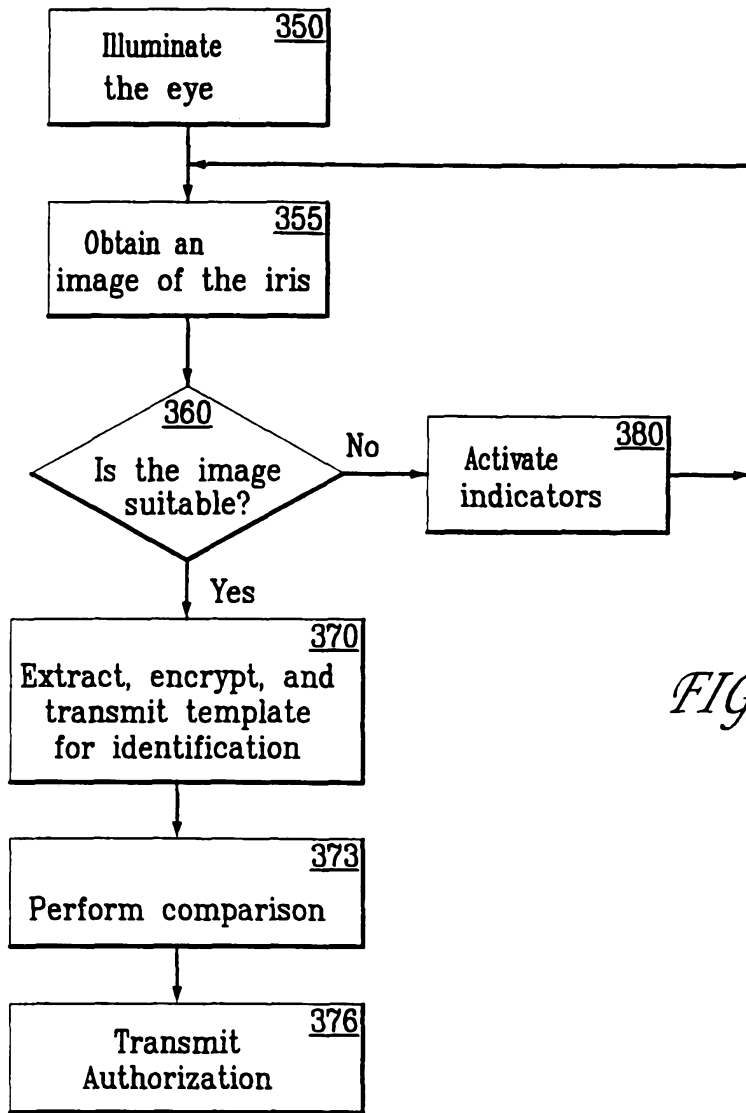 350
Illuminate
the eye
355
Obtain an
image of the iris
360
Is the image
suitable?
No
380
Activate
indicators
Yes
370
Extract, encrypt, and
transmit template
for identification
FIG
373
Perform comparison
376
Transmit
Authorization